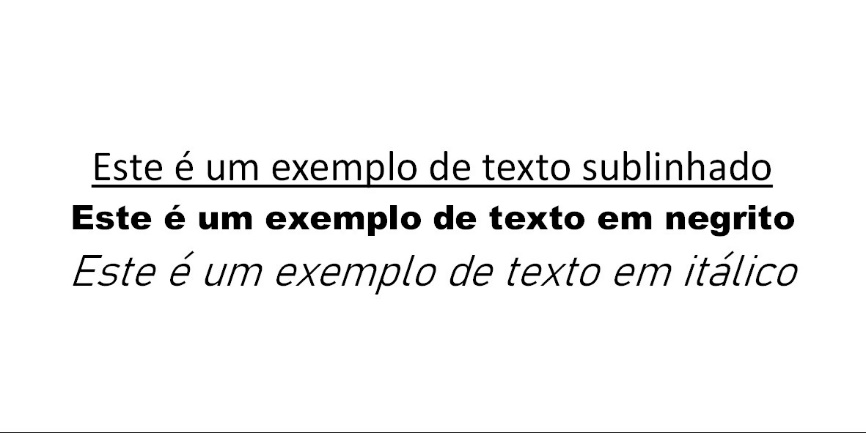 Este é um exemplo de texto sublinhado
Este é um exemplo de texto em negrito
Este é um exemplo de texto em itálico